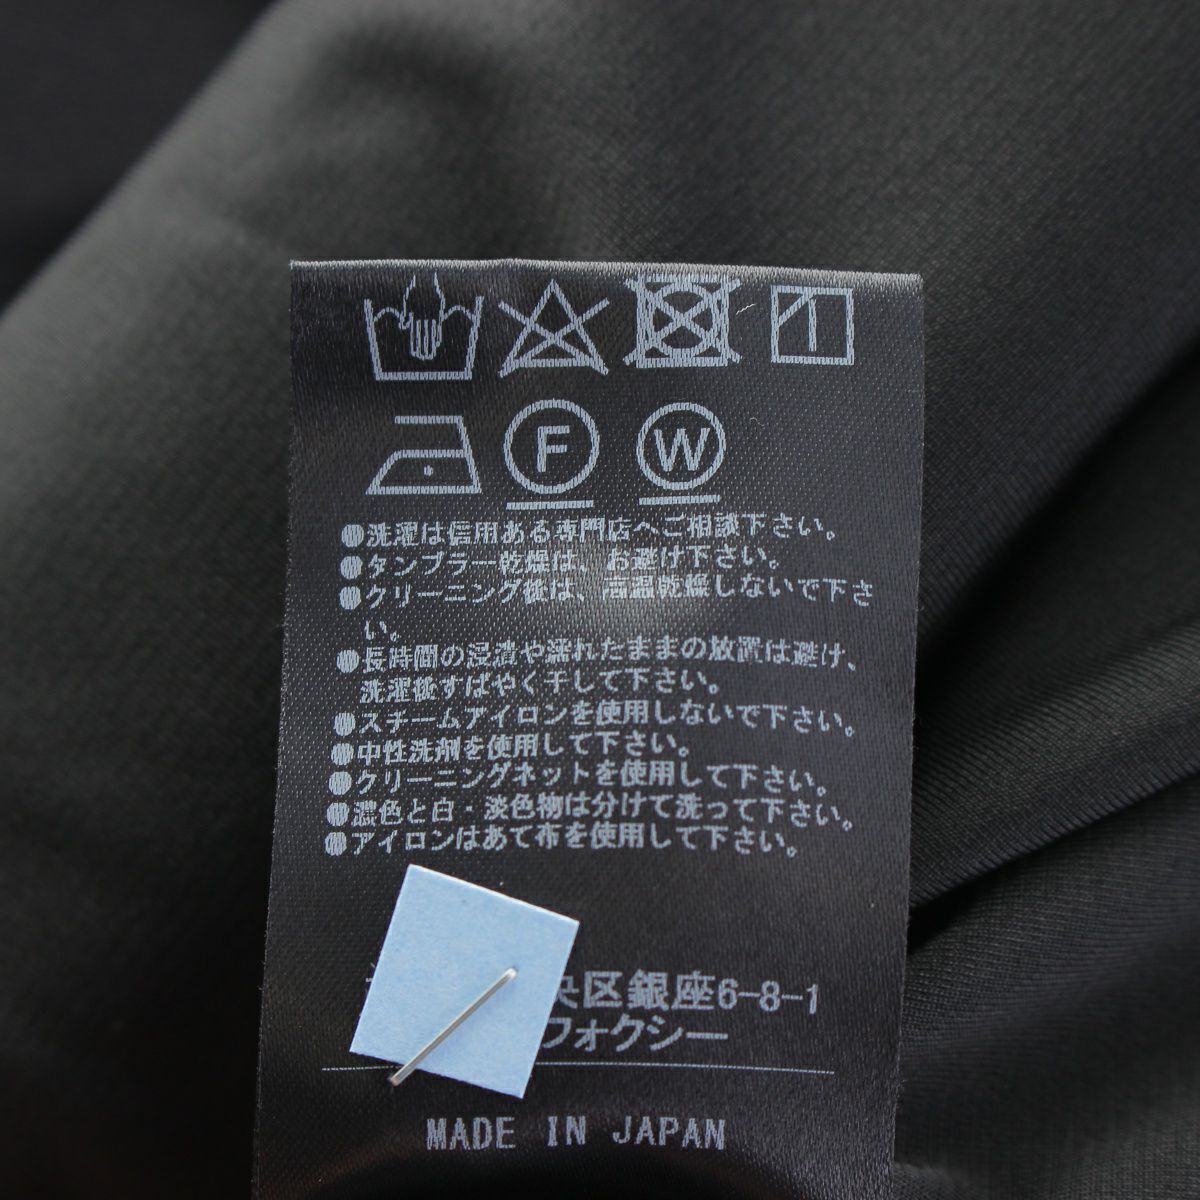 F W
●洗濯は信用ある専門店へご相談下さい。
●タンブラー乾燥は、お避け下さい。
●クリーニング後は、高温乾燥しないで下さ
い。
●長時間の浸漬や濡れたままの放置は避け、
洗濯後すばやく干して下さい。
●スチームアイロンを使用しないで下さい。
●中性洗剤を使用して下さい。
●クリーニングネットを使用して下さい。
●濃色と白・淡色物は分けて洗って下さい。
●アイロンはあて布を使用して下さい。
央区銀座6-8-1
フォクシー
MADE IN JAPAN